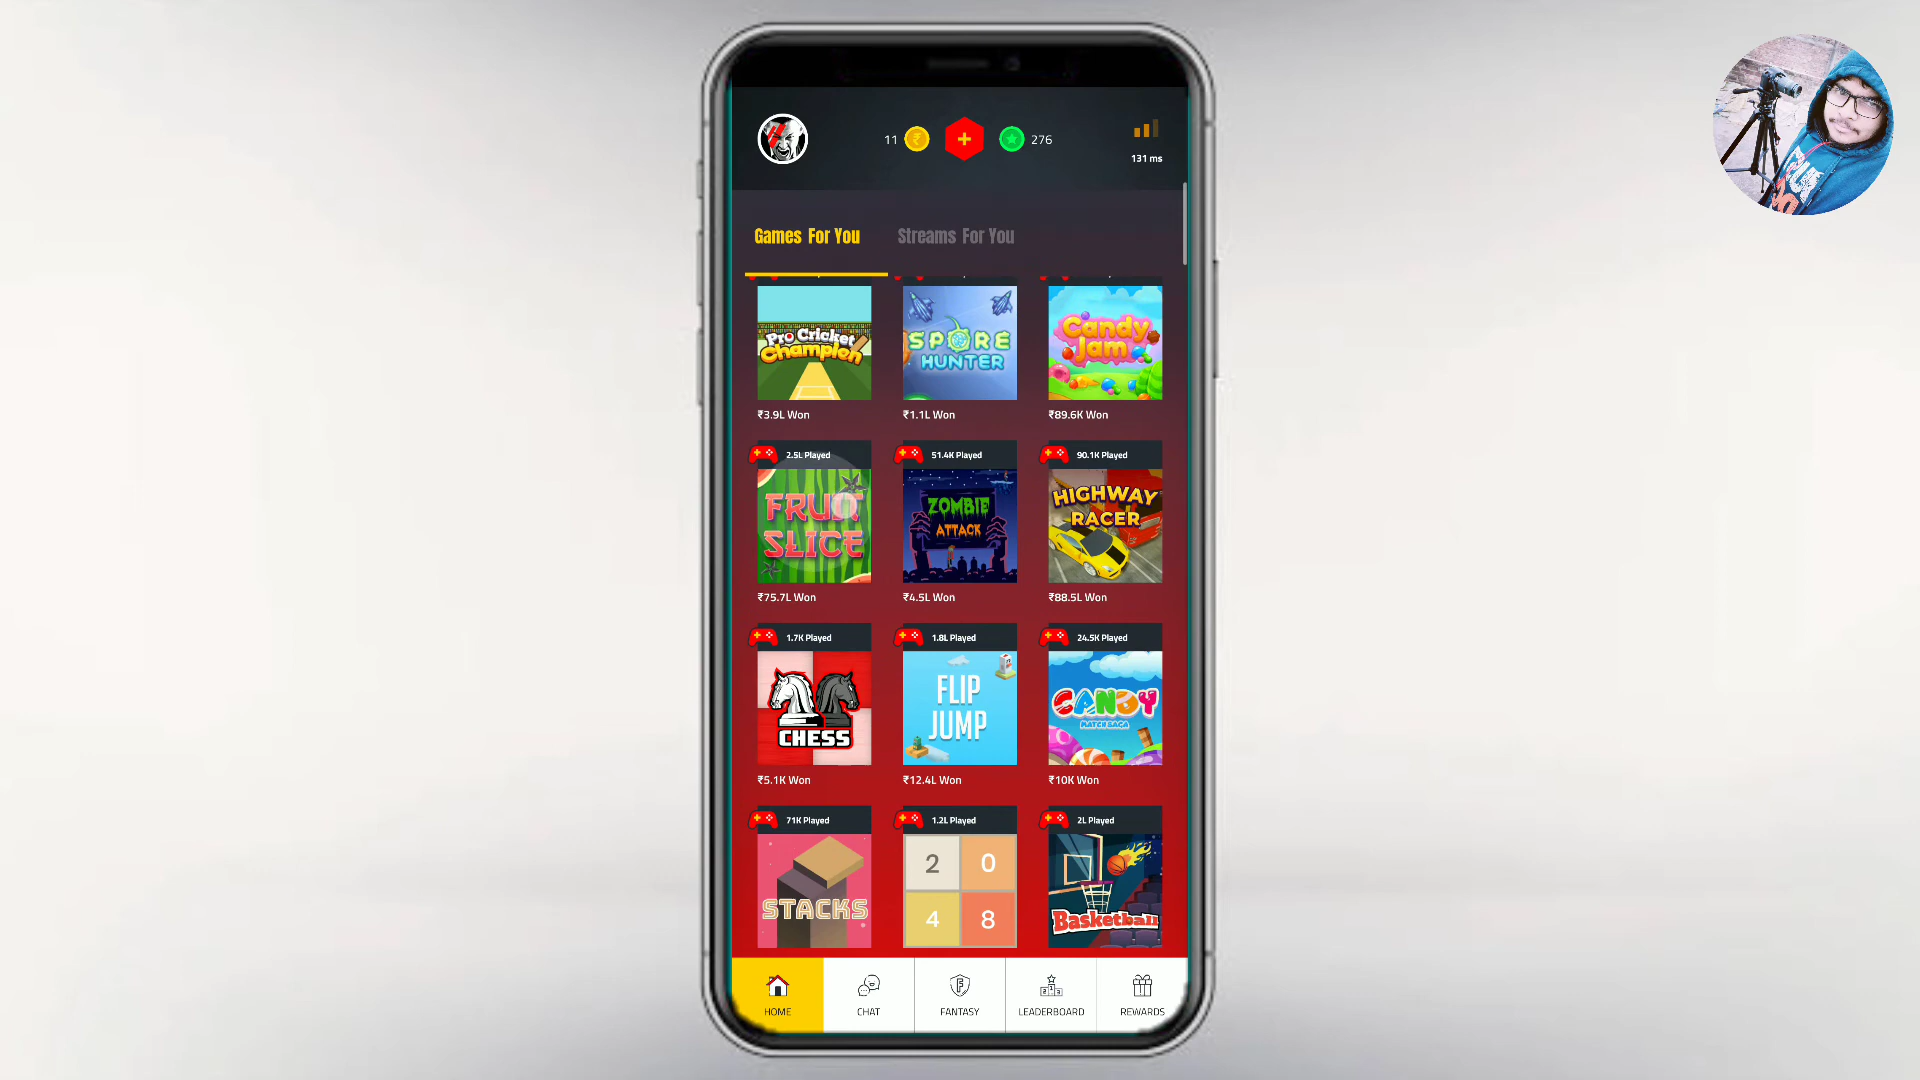 11
276
131 ms
Games For You
Streams For You
Pro Cricket
Champion
SPORE
HUNTER
Candy
Jam
₹3.9L Won
₹1.1L Won
₹89.6K Won
2.5L Played
51.4K Played
90.1K Played
FRUIT
SLICE
ZOMBIE
ATTACK
HIGHWAY
RACER
₹75.7L Won
₹4.5L Won
₹88.5L Won
1.7K Played
1.8L Played
24.5K Played
CHESS
FLIP
JUMP
CANDY
MATCH SAGA
₹5.1K Won
₹12.4L Won
₹10K Won
71K Played
1.2L Played
2L Played
STACKS
2 0
4 8
Basketball
HOME
CHAT
FANTASY
LEADERBOARD
REWARDS